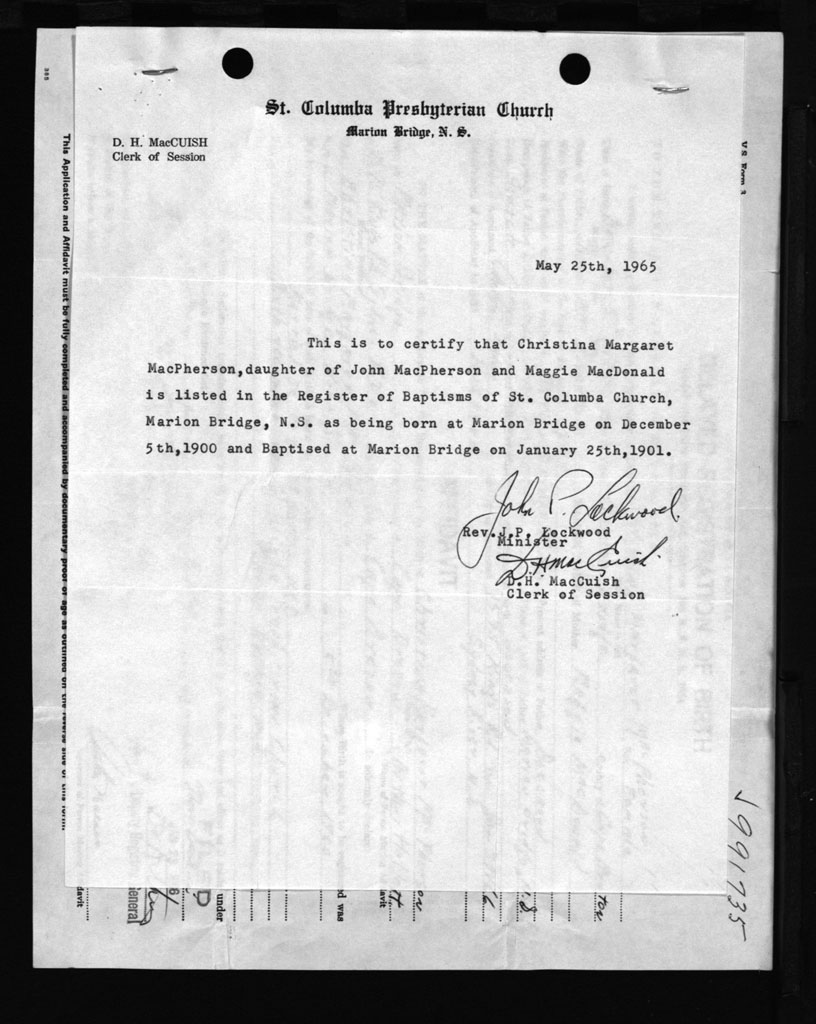 St. Columba Presbyterian Church
Marion Bridge, N. S.
D. H. MacCUISH
Clerk of Session
May 25th, 1965
This is to certify that Christina Margaret
MacPherson,daughter of John MacPherson and Maggie MacDonald
is listed in the Register of Baptisms of St. Columba Church,
Marion Bridge, N.S. as being born at Marion Bridge on December
5th,1900 and Baptised at Marion Bridge on January 25th,1901.
John P. Lockwood.
Rev.J.P. Lockwood
Minister
D.H. MacCuish.
D.H. MacCuish
Clerk of Session
This Application and Affidavit must be fully completed and accompanied by documentary proof of age as outlined on the reverse side of this form.
VS Form 3
d was
under
General
davit
991735